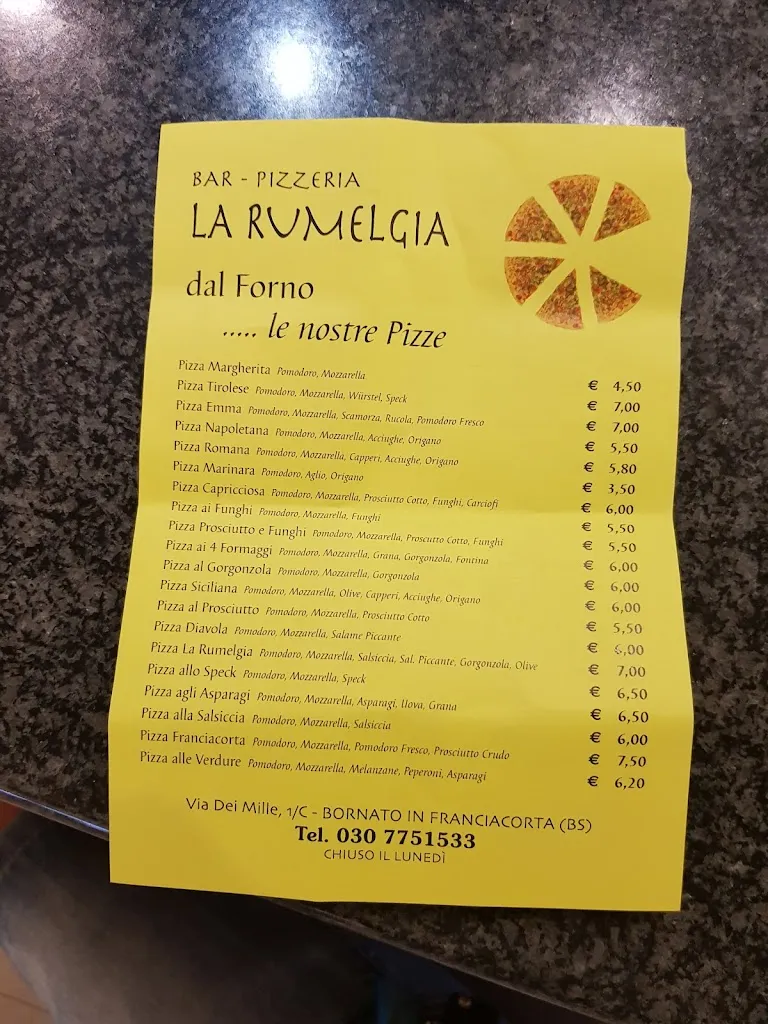 BAR - PIZZERIA
LA RUMELGIA
dal Forno
..... le nostre Pizze
Pizza Margherita Pomodoro, Mozzarella € 4,50
Pizza Tirolese Pomodoro, Mozzarella, Würstel, Speck € 7,00
Pizza Emma Pomodoro, Mozzarella, Scamorza, Rucola, Pomodoro Fresco € 7,00
Pizza Napoletana Pomodoro, Mozzarella, Acciughe, Origano € 5,50
Pizza Romana Pomodoro, Mozzarella, Capperi, Acciughe, Origano € 5,80
Pizza Marinara Pomodoro, Aglio, Origano € 3,50
Pizza Capricciosa Pomodoro, Mozzarella, Prosciutto Cotto, Funghi, Carciofi € 6,00
Pizza ai Funghi Pomodoro, Mozzarella, Funghi € 5,50
Pizza Prosciutto e Funghi Pomodoro, Mozzarella, Proscutto Cotto, Funghi € 5,50
Pizza ai 4 Formaggi Pomodoro, Mozzarella, Grana, Gorgonzola, Fontina € 6,00
Pizza al Gorgonzola Pomodoro, Mozzarella, Gorgonzola € 6,00
Pizza Siciliana Pomodoro, Mozzarella, Olive, Capperi, Acciughe, Origano € 6,00
Pizza al Prosciutto Pomodoro, Mozzarella, Prosciutto Cotto € 5,50
Pizza Diavola Pomodoro, Mozzarella, Salame Piccante € 6,00
Pizza La Rumelgia Pomodoro, Mozzarella, Salsiccia, Sal. Piccante, Gorgonzola, Olive € 7,00
Pizza allo Speck Pomodoro, Mozzarella, Speck € 6,50
Pizza agli Asparagi Pomodoro, Mozzarella, Asparagi, Uova, Grana € 6,50
Pizza alla Salsiccia Pomodoro, Mozzarella, Salsiccia € 6,00
Pizza Franciacorta Pomodoro, Mozzarella, Pomodoro Fresco, Prosciutto Crudo € 7,50
Pizza alle Verdure Pomodoro, Mozzarella, Melanzane, Peperoni, Asparagi € 6,20
Via Dei Mille, 1/C - BORNATO IN FRANCIACORTA (BS)
Tel. 030 7751533
CHIUSO IL LUNEDÌ